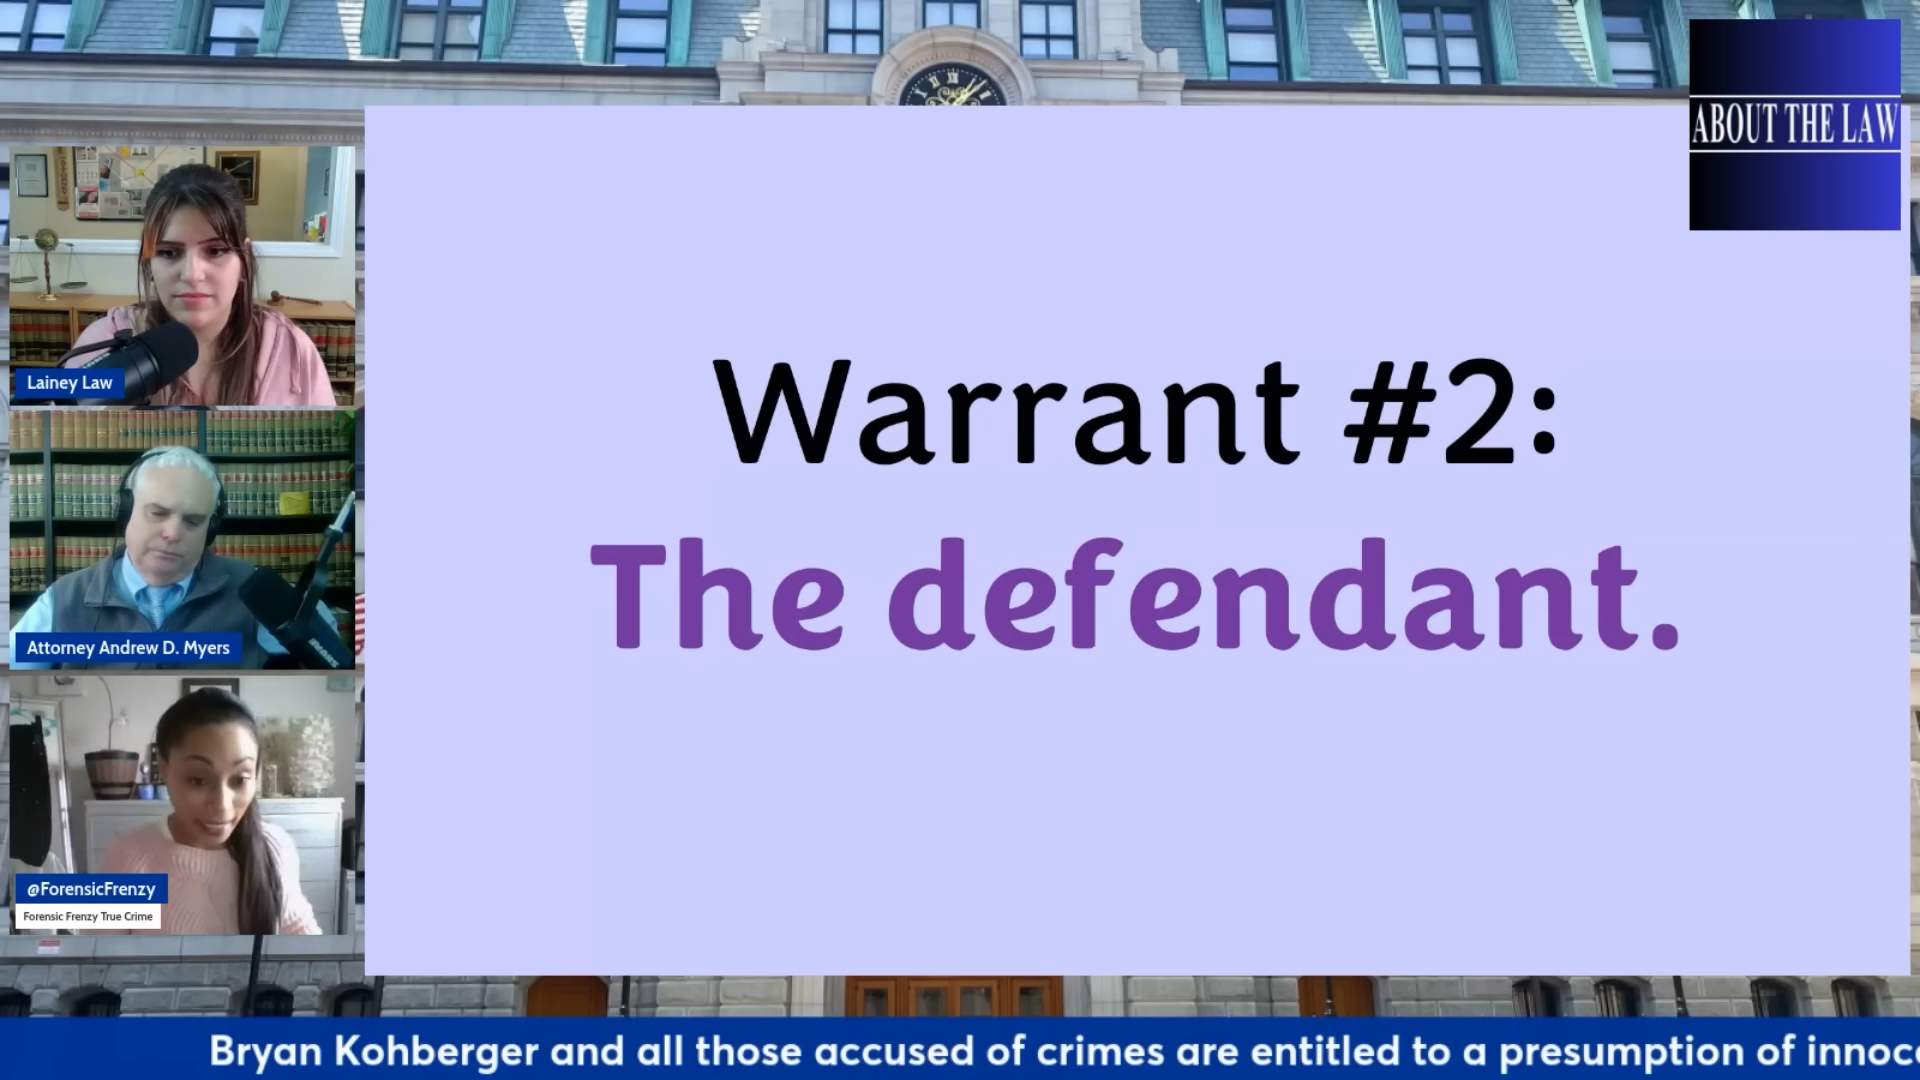 ABOUT THE LAW
Lainey Law
Attorney Andrew D. Myers
@ForensicFrenzy
Forensic Frenzy True Crime
Warrant #2:
The defendant.
Bryan Kohberger and all those accused of crimes are entitled to a presumption of innoc